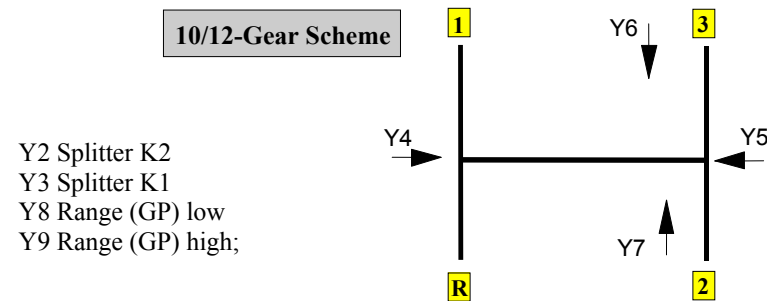 10/12-Gear Scheme
1
Y6
3
Y4
Y5
Y2 Splitter K2
Y3 Splitter K1
Y8 Range (GP) low
Y9 Range (GP) high;
Y7
R
2